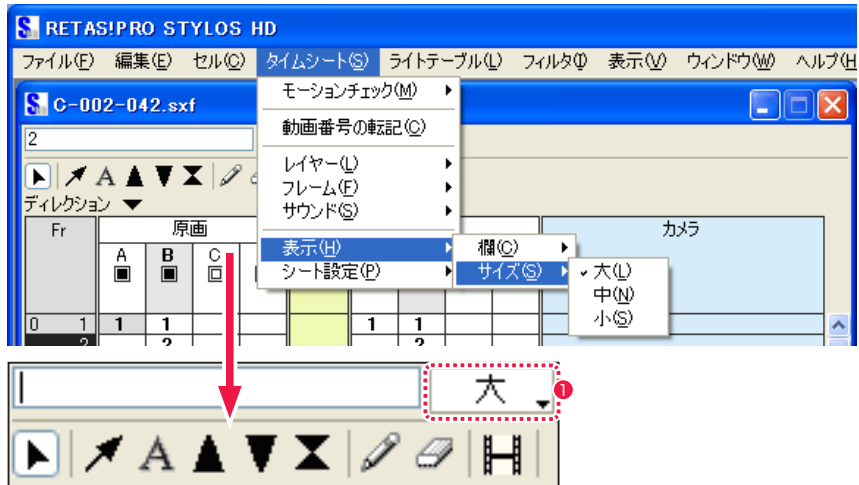 RETAS!PRO STYLOS HD
ファイル(F) 編集(E) セル(C) タイムシート(S) ライトテーブル(L) フィルタ(I) 表示(V) ウィンドウ(W) ヘルプ(H
C-002-042.sxf
モーションチェック(M)
2
動画番号の転記(C)
レイヤー(L)
フレーム(F)
サウンド(S)
ディレクション
Fr 原画 カメラ
表示(H) 欄(C)
A B C
シート設定(P) サイズ(S) 大(L)
中(N)
小(S)
0 1 1 1 1 1
2 2 2
大 1
A